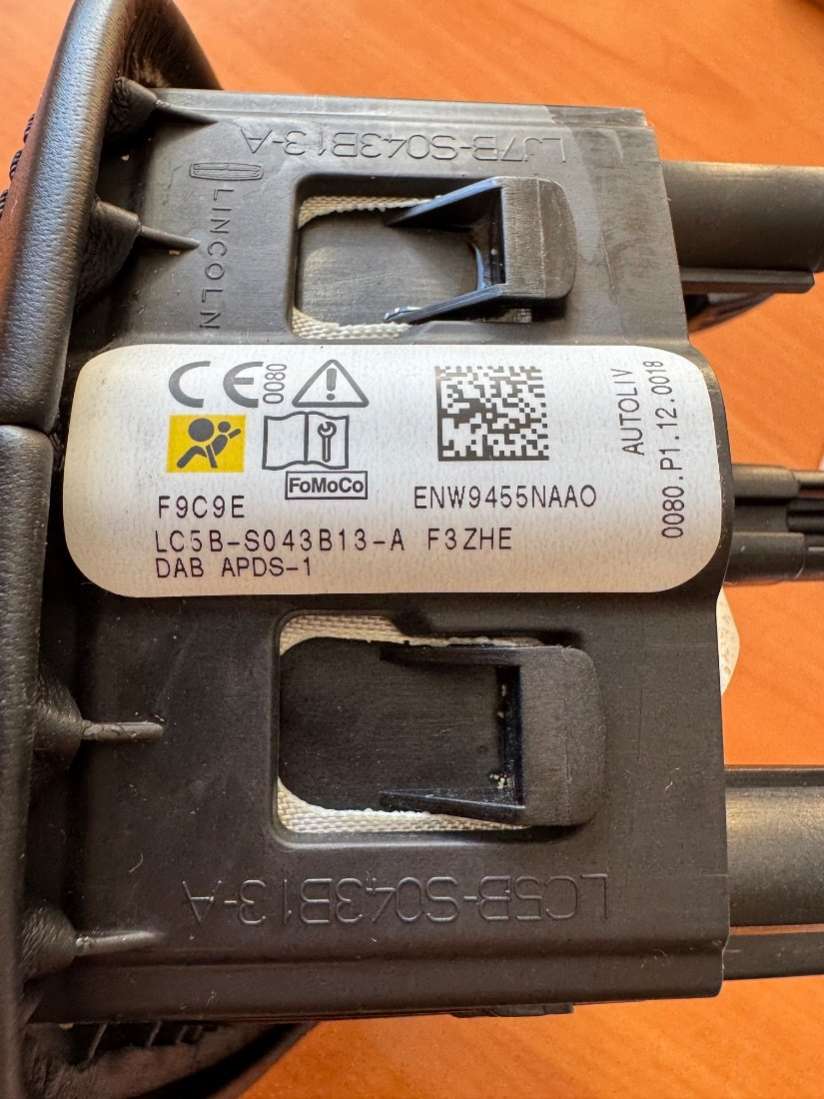 LJ7B-S043B13-A
LINCOLN
CE
0080
FoMoCo
F9C9E
ENW9455NAAO
LC5B-S043B13-A F3ZHE
DAB APDS-1
AUTOLIV
0080.P1.12.0018
LC5B-S043B13-A